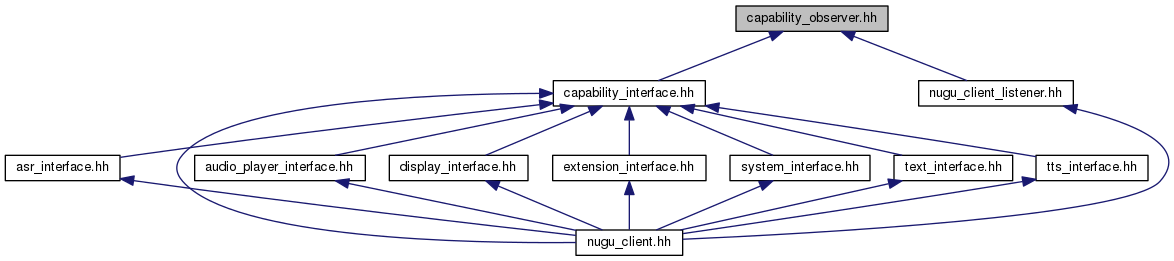 capability_observer.hh
capability_interface.hh
nugu_client_listener.hh
asr_interface.hh
audio_player_interface.hh
display_interface.hh
extension_interface.hh
system_interface.hh
text_interface.hh
tts_interface.hh
nugu_client.hh